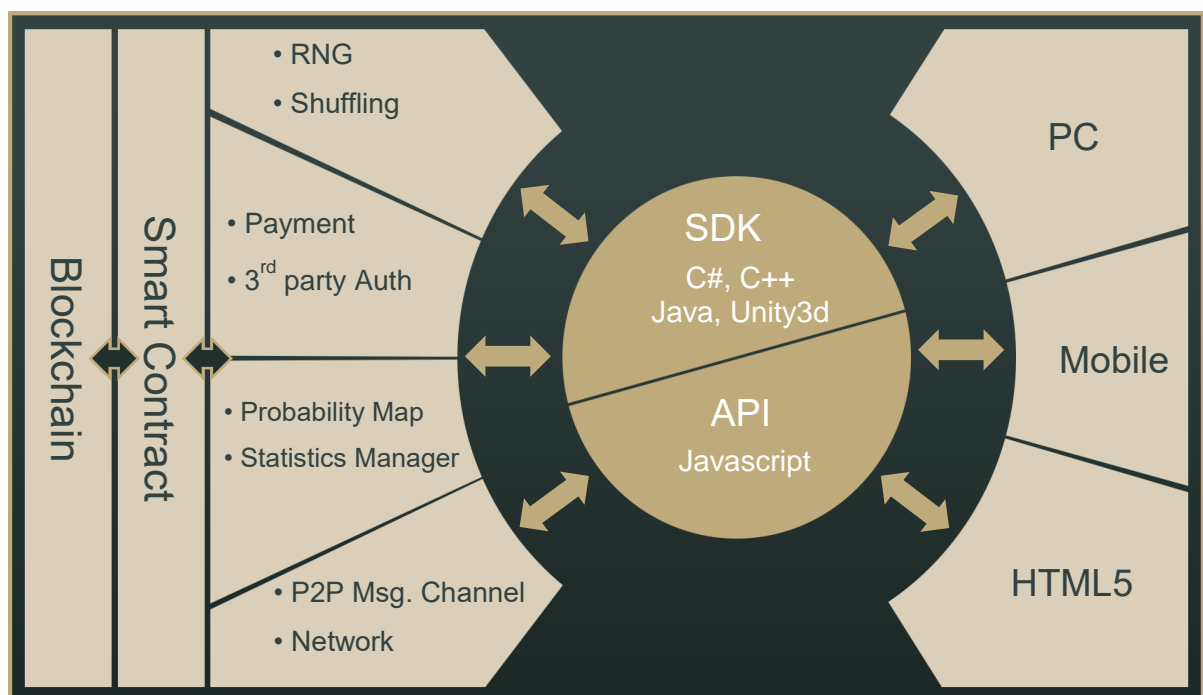 Blockchain
Smart Contract
• RNG
• Shuffling
• Payment
• 3rd party Auth
• Probability Map
• Statistics Manager
• P2P Msg. Channel
• Network
SDK
C#, C++
Java, Unity3d
API
Javascript
PC
Mobile
HTML5